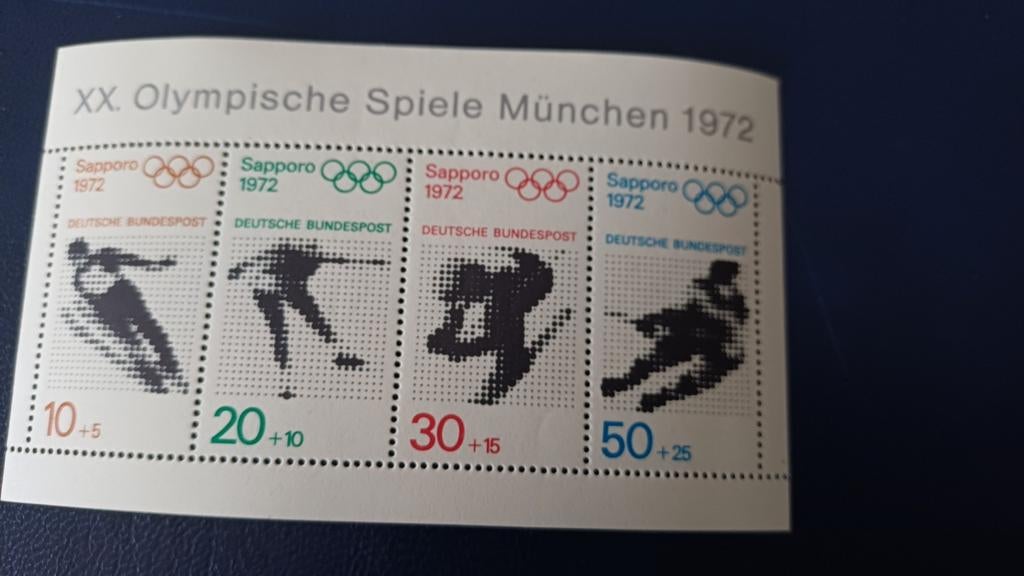 XX. Olympische Spiele München 1972
Sapporo
1972
DEUTSCHE BUNDESPOST
10+5
Sapporo
1972
DEUTSCHE BUNDESPOST
20+10
Sapporo
1972
DEUTSCHE BUNDESPOST
30+15
Sapporo
1972
DEUTSCHE BUNDESPOST
50+25